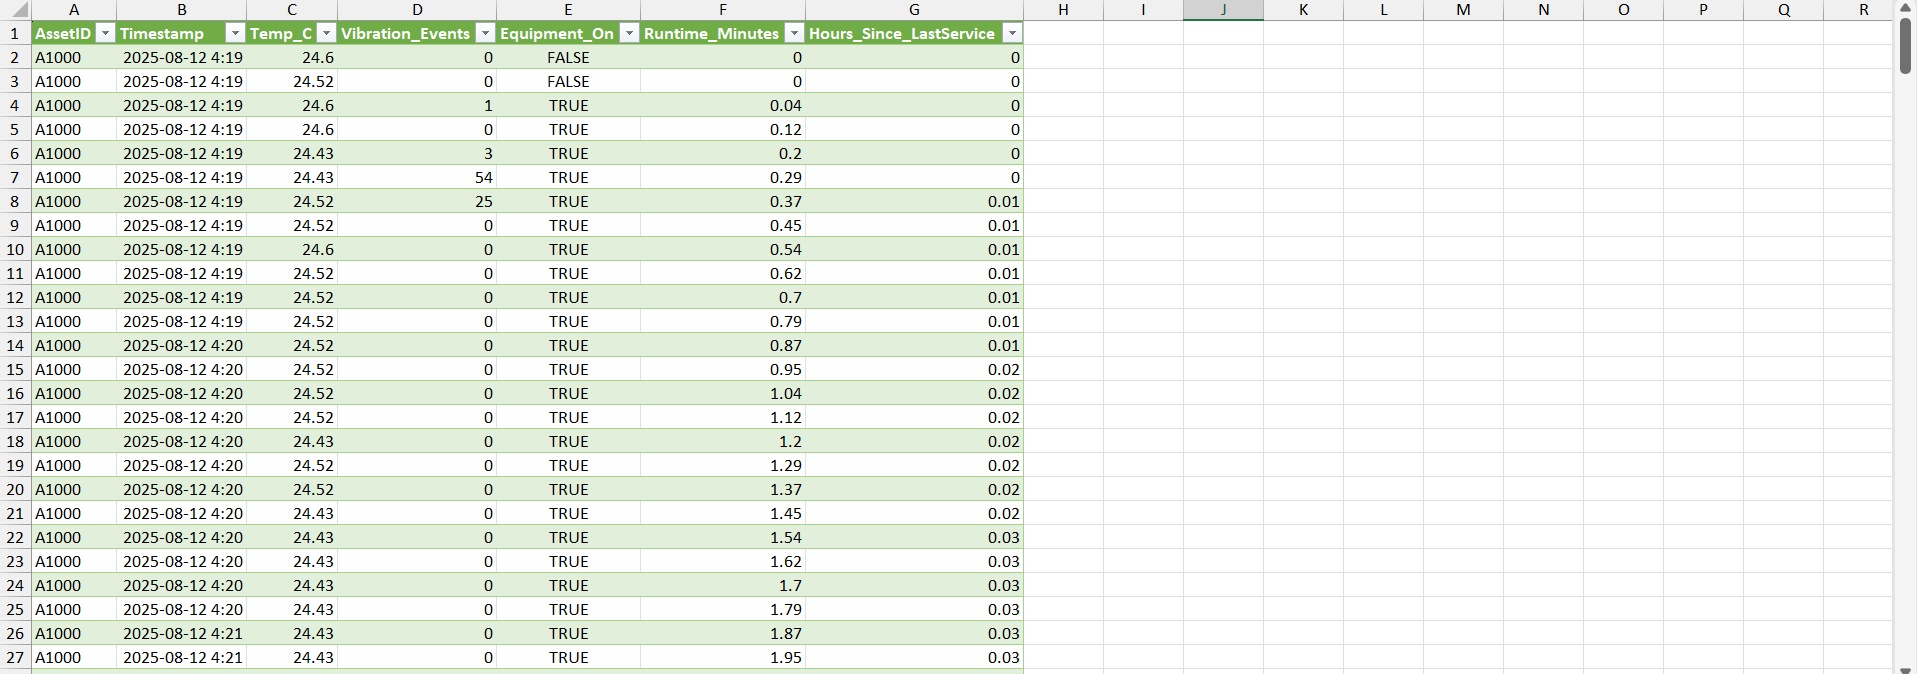 A B C D E F G H I J K L M N O P Q R
1 AssetID Timestamp Temp_C Vibration_Events Equipment_On Runtime_Minutes Hours_Since_LastService
2 A1000 2025-08-12 4:19 24.6 0 FALSE 0 0
3 A1000 2025-08-12 4:19 24.52 0 FALSE 0 0
4 A1000 2025-08-12 4:19 24.6 1 TRUE 0.04 0
5 A1000 2025-08-12 4:19 24.6 0 TRUE 0.12 0
6 A1000 2025-08-12 4:19 24.43 3 TRUE 0.2 0
7 A1000 2025-08-12 4:19 24.43 54 TRUE 0.29 0
8 A1000 2025-08-12 4:19 24.52 25 TRUE 0.37 0.01
9 A1000 2025-08-12 4:19 24.52 0 TRUE 0.45 0.01
10 A1000 2025-08-12 4:19 24.6 0 TRUE 0.54 0.01
11 A1000 2025-08-12 4:19 24.52 0 TRUE 0.62 0.01
12 A1000 2025-08-12 4:19 24.52 0 TRUE 0.7 0.01
13 A1000 2025-08-12 4:19 24.52 0 TRUE 0.79 0.01
14 A1000 2025-08-12 4:20 24.52 0 TRUE 0.87 0.01
15 A1000 2025-08-12 4:20 24.52 0 TRUE 0.95 0.02
16 A1000 2025-08-12 4:20 24.52 0 TRUE 1.04 0.02
17 A1000 2025-08-12 4:20 24.52 0 TRUE 1.12 0.02
18 A1000 2025-08-12 4:20 24.43 0 TRUE 1.2 0.02
19 A1000 2025-08-12 4:20 24.52 0 TRUE 1.29 0.02
20 A1000 2025-08-12 4:20 24.52 0 TRUE 1.37 0.02
21 A1000 2025-08-12 4:20 24.43 0 TRUE 1.45 0.02
22 A1000 2025-08-12 4:20 24.43 0 TRUE 1.54 0.03
23 A1000 2025-08-12 4:20 24.43 0 TRUE 1.62 0.03
24 A1000 2025-08-12 4:20 24.43 0 TRUE 1.7 0.03
25 A1000 2025-08-12 4:20 24.43 0 TRUE 1.79 0.03
26 A1000 2025-08-12 4:21 24.43 0 TRUE 1.87 0.03
27 A1000 2025-08-12 4:21 24.43 0 TRUE 1.95 0.03